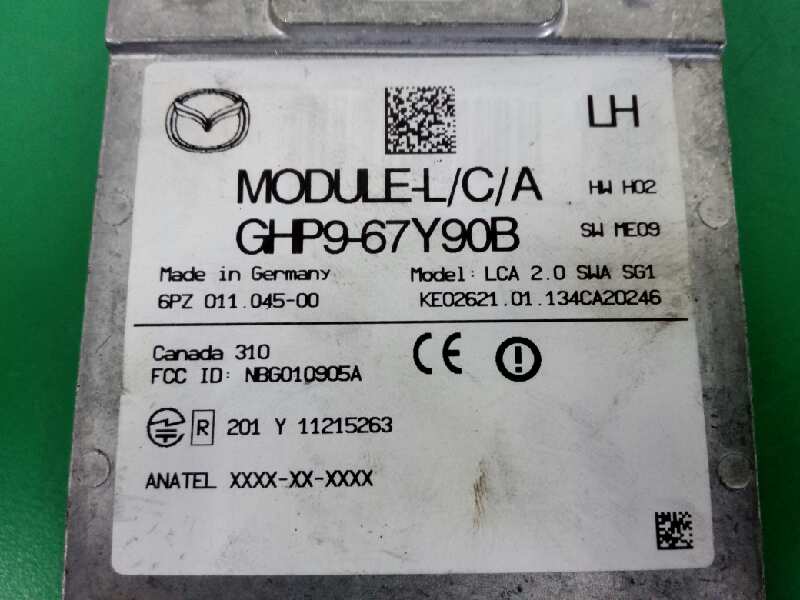 LH
MODULE-L/C/A HW H02
GHP9-67Y90B SW ME09
Made in Germany Model: LCA 2.0 SWA SG1
6PZ 011.045-00 KE02621.01.134CA20246
Canada 310
FCC ID: NBG010905A
CE
R 201 Y 11215263
ANATEL XXXX-XX-XXXX